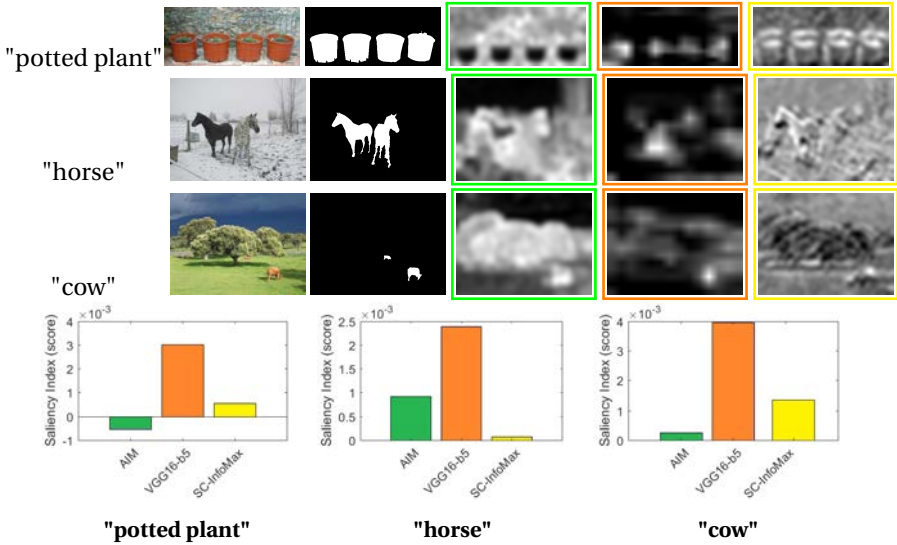 "potted plant"
"horse"
"cow"
×10⁻³
Saliency Index (score)
4
3
2
1
0
-1
AIM
VGG16-b5
SC-InfoMax
"potted plant"
×10⁻³
Saliency Index (score)
2.5
2
1.5
1
0.5
0
AIM
VGG16-b5
SC-InfoMax
"horse"
×10⁻³
Saliency Index (score)
4
3
2
1
0
AIM
VGG16-b5
SC-InfoMax
"cow"